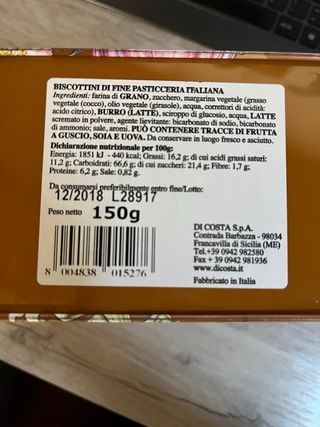 BISCOTTINI DI FINE PASTICCERIA ITALIANA
Ingredienti: farina di GRANO, zucchero, margarina vegetale (grasso
vegetale (cocco), olio vegetale (girasole), acqua, correttori di acidità:
acido citrico), BURRO (LATTE), sciroppo di glucosio, acqua, LATTE
scremato in polvere, agente lievitante: bicarbonato di sodio, bicarbonato
di ammonio; sale, aromi. PUÒ CONTENERE TRACCE DI FRUTTA
A GUSCIO, SOIA E UOVA. Da conservare in luogo fresco e asciutto.
Dichiarazione nutrizionale per 100g:
Energia: 1851 kJ - 440 kcal; Grassi: 16,2 g; di cui acidi grassi saturi:
11,2 g; Carboidrati: 66,6 g; di cui zuccheri: 21,4 g; Fibre: 1,7 g;
Proteine: 6,2 g; Sale: 0,82 g.
Da consumarsi preferibilmente entro fine/Lotto:
12/2018 L28917
Peso netto 150g
DI COSTA S.p.A.
Contrada Barbazza - 98034
Francavilla di Sicilia (ME)
Tel.+39 0942 982580
Fax +39 0942 981936
www.dicosta.it
Fabbricato in Italia
8 004838 015276